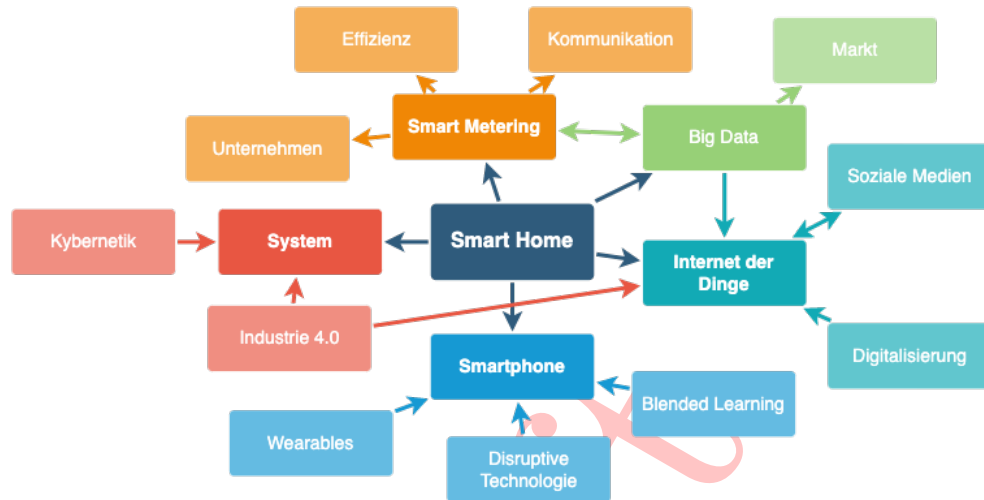 Effizienz
Kommunikation
Markt
Smart Metering
Big Data
Unternehmen
Soziale Medien
Kybernetik
System
Smart Home
Internet der
Dinge
Industrie 4.0
Smartphone
Digitalisierung
Blended Learning
Wearables
Disruptive
Technologie